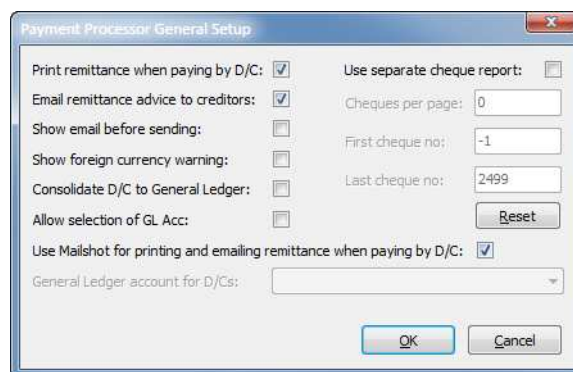 Payment Processor General Setup
Print remittance when paying by D/C:
Use separate cheque report:
Email remittance advice to creditors:
Cheques per page: 0
Show email before sending:
First cheque no: -1
Show foreign currency warning:
Consolidate D/C to General Ledger:
Last cheque no: 2499
Allow selection of GL Acc:
Reset
Use Mailshot for printing and emailing remittance when paying by D/C:
General Ledger account for D/Cs:
OK Cancel